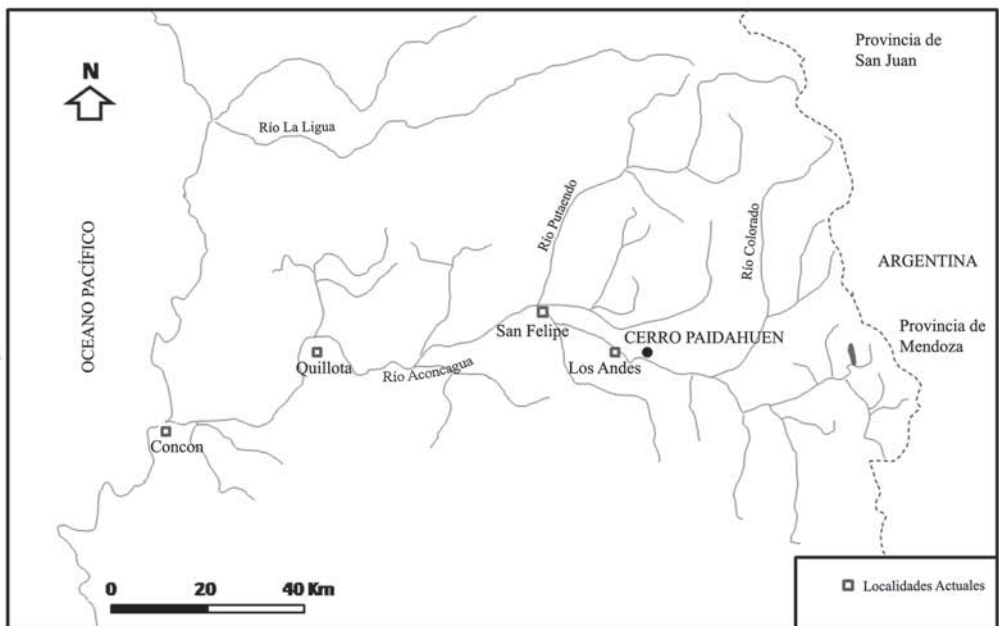 Provincia de
San Juan
N
Río La Ligua
Río Putaendo
Río Colorado
OCEANO PACÍFICO
ARGENTINA
San Felipe
CERRO PAIDAHUEN
Provincia de
Mendoza
Quillota
Río Aconcagua
Los Andes
Concon
0 20 40 Km
Localidades Actuales